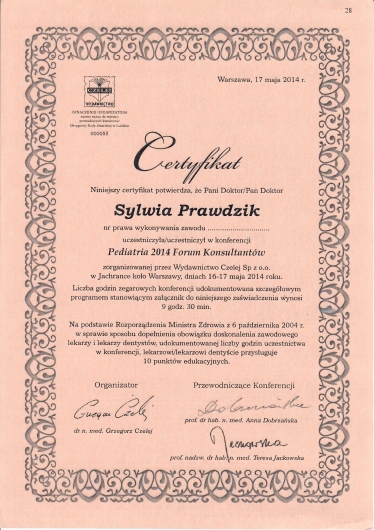 28
Warszawa, 17 maja 2014 r.
CZELEJ
WYDAWNICTWO
OZNACZENIE ORGANIZATORA
000055
Certyfikat
Niniejszy certyfikat potwierdza, że Pani Doktor/Pan Doktor
Sylwia Prawdzik
nr prawa wykonywania zawodu ..............................
uczestniczyła/uczestniczył w konferencji
Pediatria 2014 Forum Konsultantów
zorganizowanej przez Wydawnictwo Czelej Sp z o.o.
w Jachrance koło Warszawy, dniach 16-17 maja 2014 roku.
Liczba godzin zegarowych konferencji udokumentowana szczegółowym
programem stanowiącym załącznik do niniejszego zaświadczenia wynosi
9 godz. 30 min.
Na podstawie Rozporządzenia Ministra Zdrowia z 6 października 2004 r.
w sprawie sposobu dopełnienia obowiązku doskonalenia zawodowego
lekarzy i lekarzy dentystów, udokumentowanej liczby godzin uczestnictwa
w konferencji, lekarzowi/lekarzowi dentyście przysługuje
10 punktów edukacyjnych.
Organizator
Przewodniczące Konferencji
Grzegorz Czelej
dr n. med. Grzegorz Czelej
prof. dr hab. n. med. Anna Dobrzańska
prof. nadzw. dr hab. n. med. Teresa Jackowska